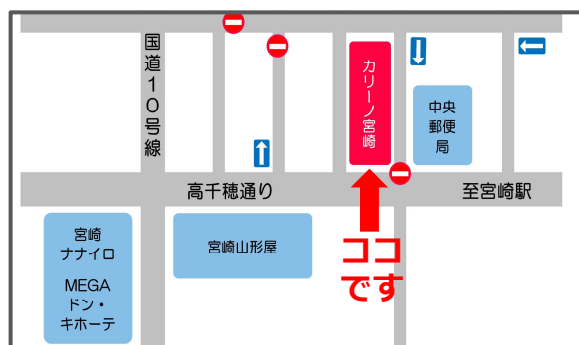 国道10号線
カリーノ宮崎
中央
郵便
局
高千穂通り
至宮崎駅
宮崎
ナナイロ
MEGA
ドン・
キホーテ
宮崎山形屋
ココ
です